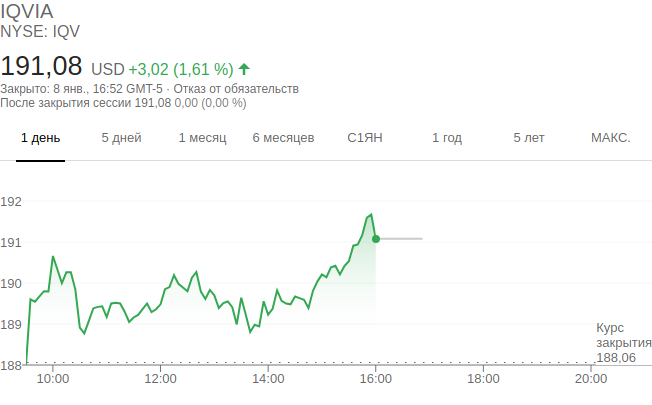 IQVIA
NYSE: IQV
191,08 USD +3,02 (1,61 %)
Закрыто: 8 янв., 16:52 GMT-5 · Отказ от обязательств
После закрытия сессии 191,08 0,00 (0,00 %)
1 день 5 дней 1 месяц 6 месяцев С1ЯН 1 год 5 лет МАКС.
192
191
190
189
Курс
закрытия
188,06
188
10:00 12:00 14:00 16:00 18:00 20:00